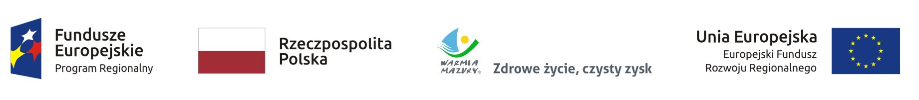 Fundusze
Europejskie
Program Regionalny
Rzeczpospolita
Polska
WARMIA
MAZURY®
Zdrowe życie, czysty zysk
Unia Europejska
Europejski Fundusz
Rozwoju Regionalnego